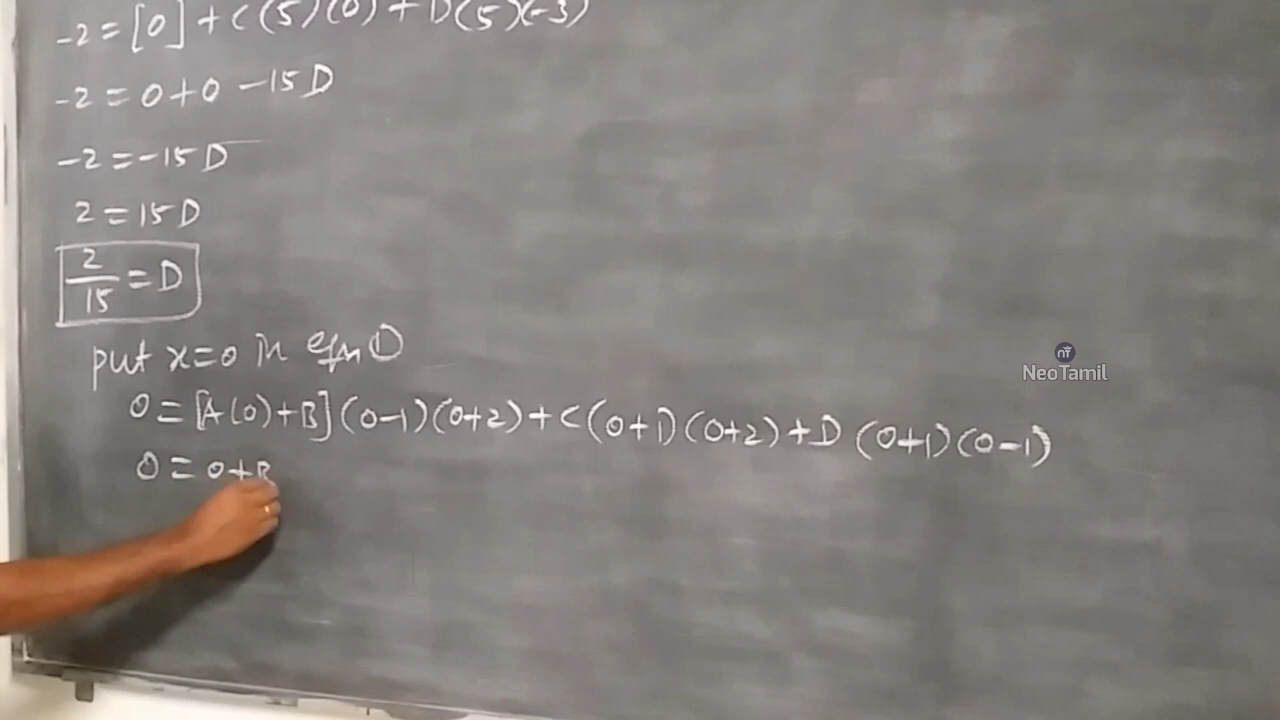 -2 = [0] + C(5)(0) + D(5)(-3)
-2 = 0+0 -15D
-2 = -15D
2 = 15D
2/15 = D
put x=0 in eqn ①
0 = [A(0)+B](0-1)(0+2) + C(0+1)(0+2) + D(0+1)(0-1)
0 = 0+B
NeoTamil